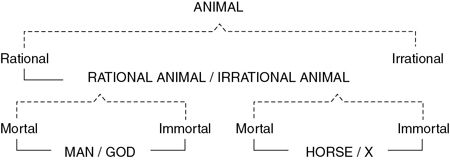 ANIMAL
Rational Irrational
RATIONAL ANIMAL / IRRATIONAL ANIMAL
Mortal Immortal Mortal Immortal
MAN / GOD HORSE / X